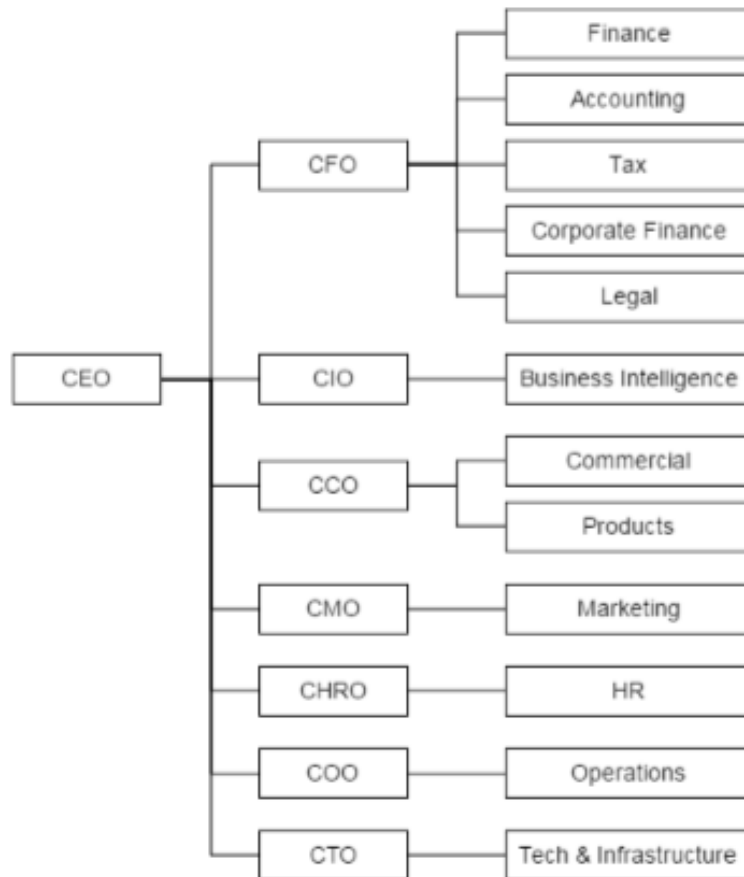 Finance
Accounting
CFO
Tax
Corporate Finance
Legal
CEO
CIO
Business Intelligence
CCO
Commercial
Products
CMO
Marketing
CHRO
HR
COO
Operations
CTO
Tech & Infrastructure